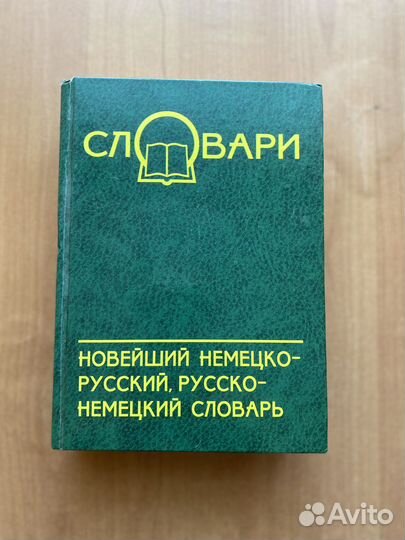 СЛОВАРИ
НОВЕЙШИЙ НЕМЕЦКО-
РУССКИЙ, РУССКО-
НЕМЕЦКИЙ СЛОВАРЬ
Avito